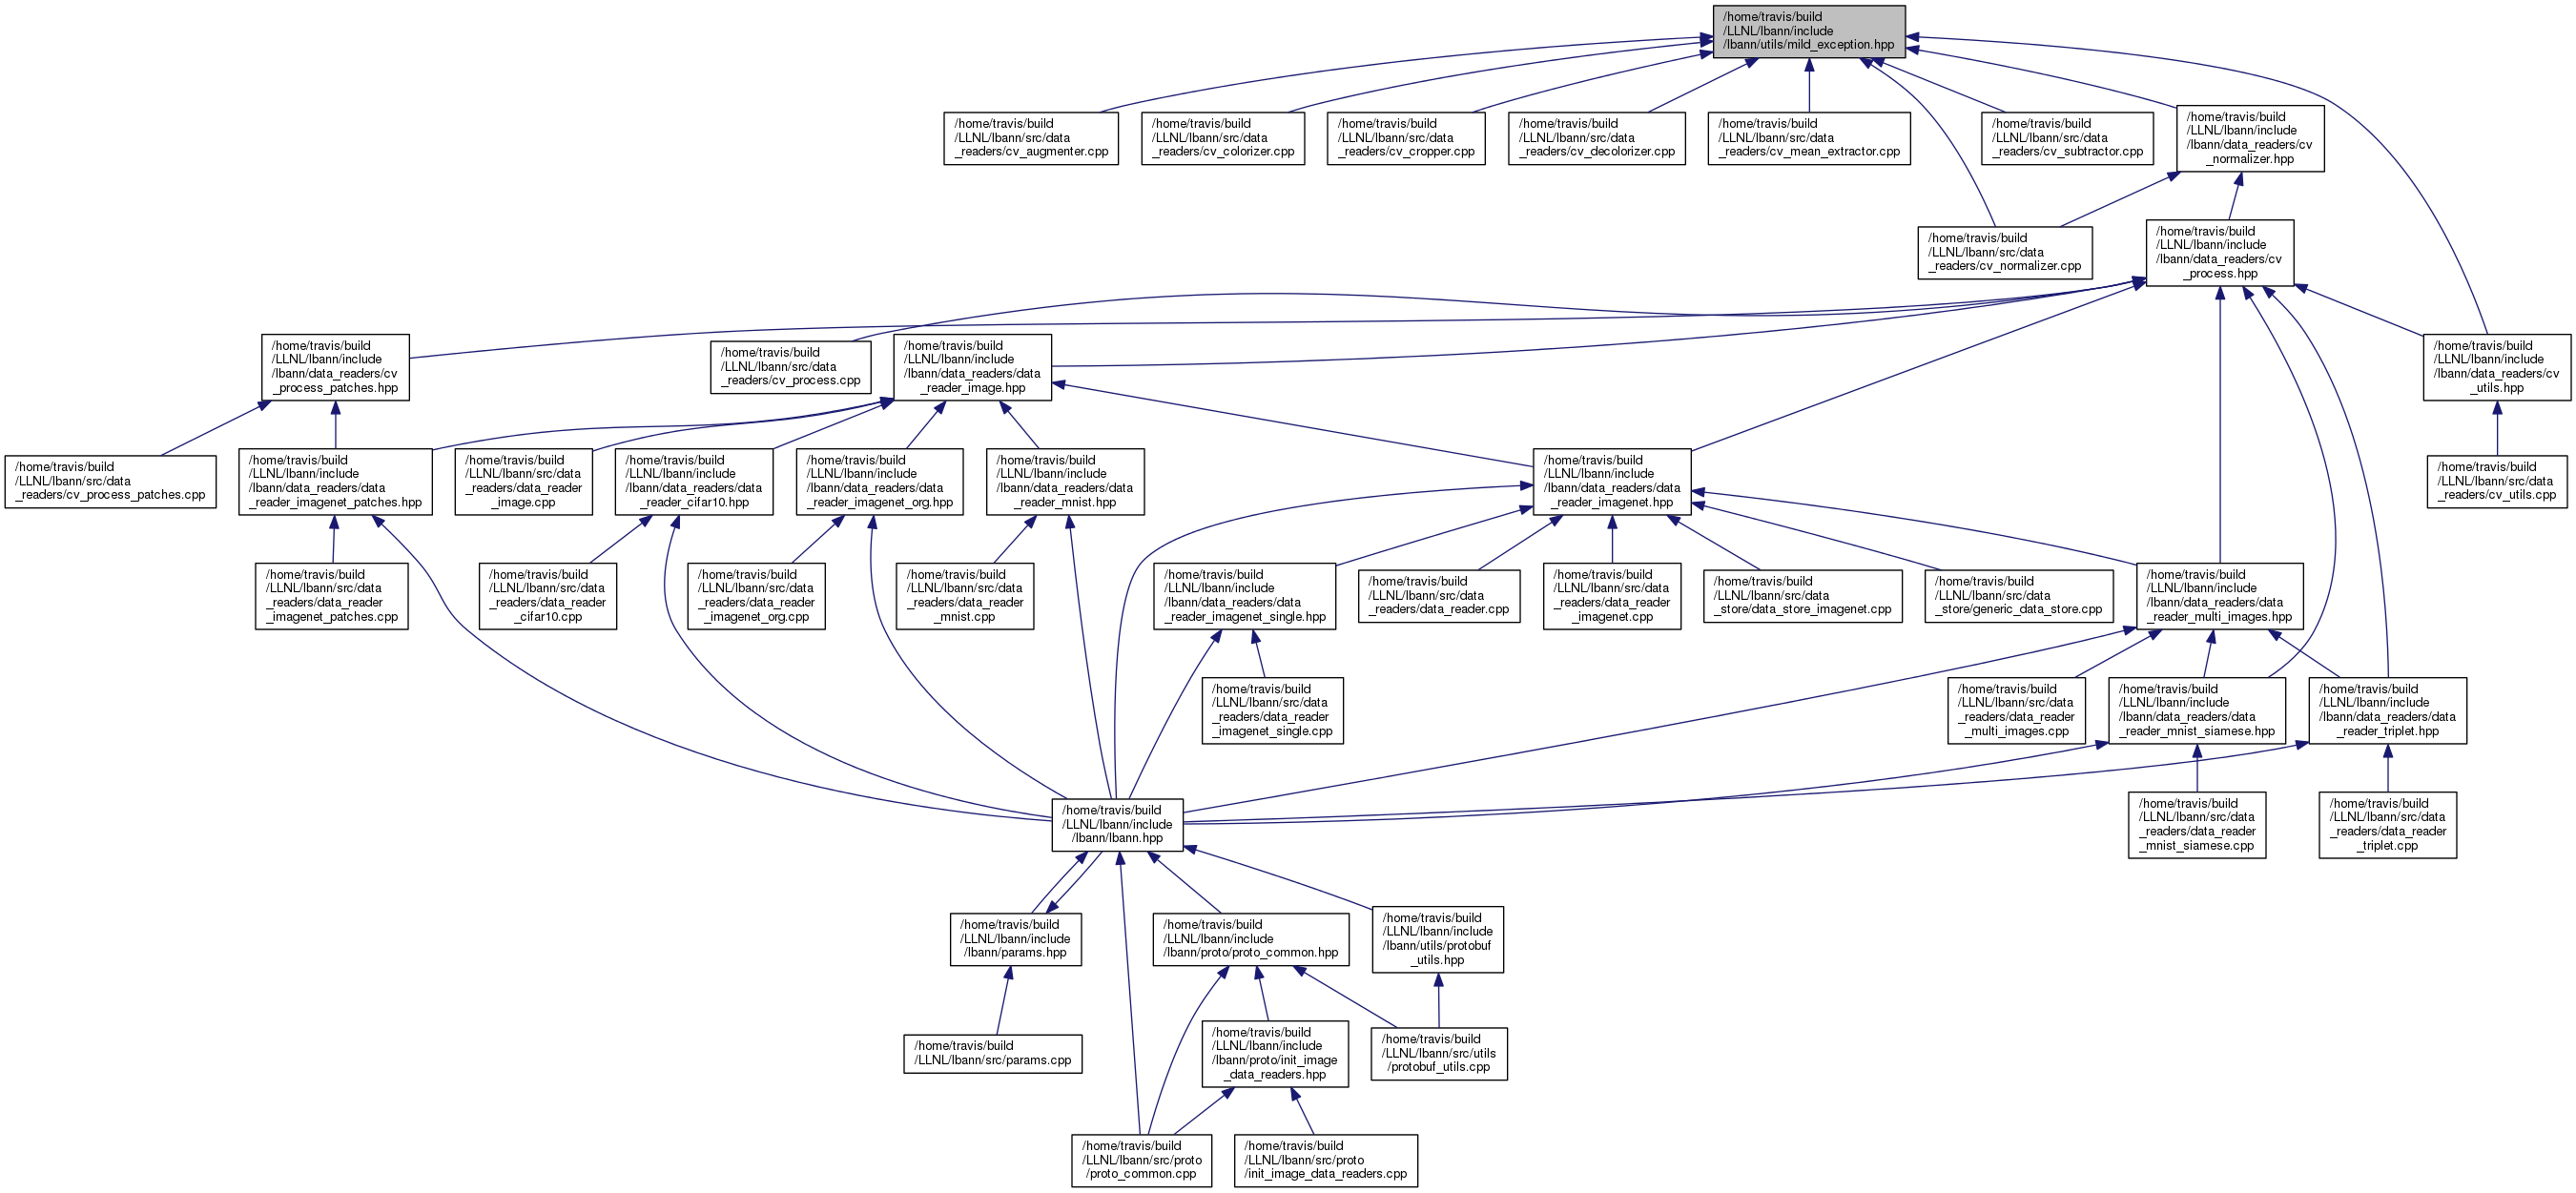 /home/travis/build
/LLNL/lbann/include
/lbann/utils/mild_exception.hpp
/home/travis/build
/LLNL/lbann/src/data
_readers/cv_augmenter.cpp
/home/travis/build
/LLNL/lbann/src/data
_readers/cv_colorizer.cpp
/home/travis/build
/LLNL/lbann/src/data
_readers/cv_cropper.cpp
/home/travis/build
/LLNL/lbann/src/data
_readers/cv_decolorizer.cpp
/home/travis/build
/LLNL/lbann/src/data
_readers/cv_mean_extractor.cpp
/home/travis/build
/LLNL/lbann/src/data
_readers/cv_subtractor.cpp
/home/travis/build
/LLNL/lbann/include
/lbann/data_readers/cv
_normalizer.hpp
/home/travis/build
/LLNL/lbann/src/data
_readers/cv_normalizer.cpp
/home/travis/build
/LLNL/lbann/include
/lbann/data_readers/cv
_process.hpp
/home/travis/build
/LLNL/lbann/include
/lbann/data_readers/cv
_process_patches.hpp
/home/travis/build
/LLNL/lbann/src/data
_readers/cv_process.cpp
/home/travis/build
/LLNL/lbann/include
/lbann/data_readers/data
_reader_image.hpp
/home/travis/build
/LLNL/lbann/include
/lbann/data_readers/cv
_utils.hpp
/home/travis/build
/LLNL/lbann/src/data
_readers/cv_process_patches.cpp
/home/travis/build
/LLNL/lbann/include
/lbann/data_readers/data
_reader_imagenet_patches.hpp
/home/travis/build
/LLNL/lbann/src/data
_readers/data_reader
_image.cpp
/home/travis/build
/LLNL/lbann/include
/lbann/data_readers/data
_reader_cifar10.hpp
/home/travis/build
/LLNL/lbann/include
/lbann/data_readers/data
_reader_imagenet_org.hpp
/home/travis/build
/LLNL/lbann/include
/lbann/data_readers/data
_reader_mnist.hpp
/home/travis/build
/LLNL/lbann/include
/lbann/data_readers/data
_reader_imagenet.hpp
/home/travis/build
/LLNL/lbann/src/data
_readers/cv_utils.cpp
/home/travis/build
/LLNL/lbann/src/data
_readers/data_reader
_imagenet_patches.cpp
/home/travis/build
/LLNL/lbann/src/data
_readers/data_reader
_cifar10.cpp
/home/travis/build
/LLNL/lbann/src/data
_readers/data_reader
_imagenet_org.cpp
/home/travis/build
/LLNL/lbann/src/data
_readers/data_reader
_mnist.cpp
/home/travis/build
/LLNL/lbann/include
/lbann/data_readers/data
_reader_imagenet_single.hpp
/home/travis/build
/LLNL/lbann/src/data
_readers/data_reader.cpp
/home/travis/build
/LLNL/lbann/src/data
_readers/data_reader
_imagenet.cpp
/home/travis/build
/LLNL/lbann/src/data
_store/data_store_imagenet.cpp
/home/travis/build
/LLNL/lbann/src/data
_store/generic_data_store.cpp
/home/travis/build
/LLNL/lbann/include
/lbann/data_readers/data
_reader_multi_images.hpp
/home/travis/build
/LLNL/lbann/src/data
_readers/data_reader
_imagenet_single.cpp
/home/travis/build
/LLNL/lbann/src/data
_readers/data_reader
_multi_images.cpp
/home/travis/build
/LLNL/lbann/include
/lbann/data_readers/data
_reader_mnist_siamese.hpp
/home/travis/build
/LLNL/lbann/include
/lbann/data_readers/data
_reader_triplet.hpp
/home/travis/build
/LLNL/lbann/include
/lbann/lbann.hpp
/home/travis/build
/LLNL/lbann/src/data
_readers/data_reader
_mnist_siamese.cpp
/home/travis/build
/LLNL/lbann/src/data
_readers/data_reader
_triplet.cpp
/home/travis/build
/LLNL/lbann/include
/lbann/params.hpp
/home/travis/build
/LLNL/lbann/include
/lbann/proto/proto_common.hpp
/home/travis/build
/LLNL/lbann/include
/lbann/utils/protobuf
_utils.hpp
/home/travis/build
/LLNL/lbann/src/params.cpp
/home/travis/build
/LLNL/lbann/include
/lbann/proto/init_image
_data_readers.hpp
/home/travis/build
/LLNL/lbann/src/utils
/protobuf_utils.cpp
/home/travis/build
/LLNL/lbann/src/proto
/proto_common.cpp
/home/travis/build
/LLNL/lbann/src/proto
/init_image_data_readers.cpp